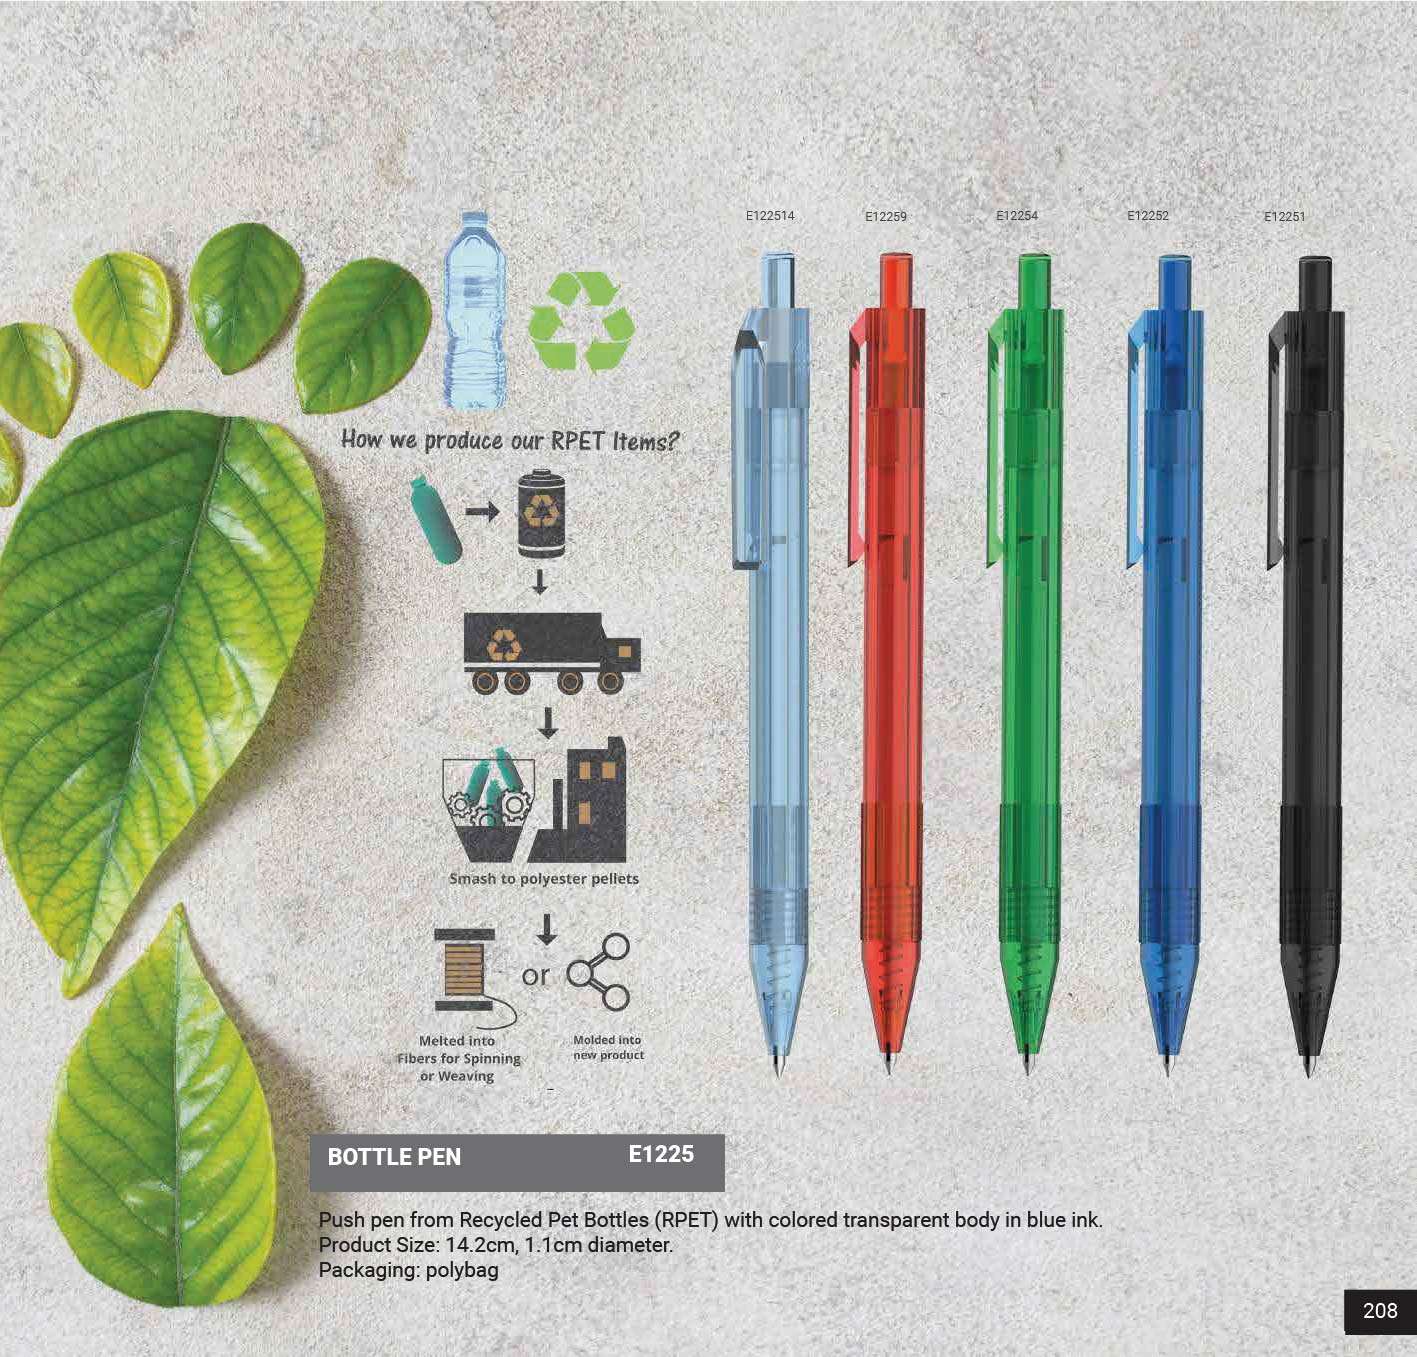 E122514
E12259
E12254
E12252
E12251
How we produce our RPET Items?
Smash to polyester pellets
or
Melted into
Fibers for Spinning
or Weaving
Molded into
new product
BOTTLE PEN
E1225
Push pen from Recycled Pet Bottles (RPET) with colored transparent body in blue ink.
Product Size: 14.2cm, 1.1cm diameter.
Packaging: polybag
208